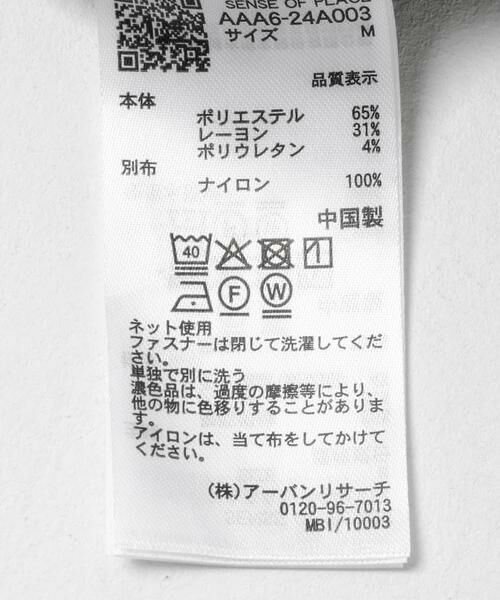 SENSE OF PLACE
AAA6-24A003
サイズ M
品質表示
本体
ポリエステル 65%
レーヨン 31%
ポリウレタン 4%
別布
ナイロン 100%
中国製
40
F W
ネット使用
ファスナーは閉じて洗濯してくだ
さい。
単独で別に洗う
濃色品は、過度の摩擦等により、
他の物に色移りすることがありま
す。
アイロンは、当て布をしてかけて
ください。
(株)アーバンリサーチ
0120-96-7013
MBI/10003